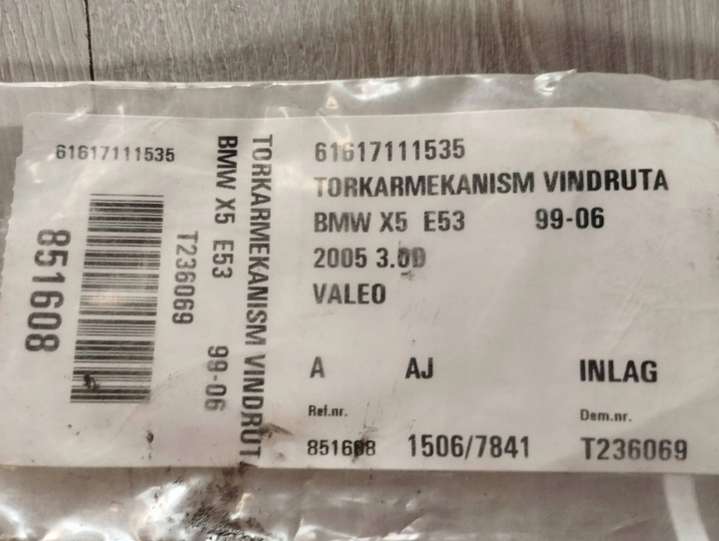 61617111535
851608
T236069
BMW X5 E53 99-06
TORKARMEKANISM VINDRUT
61617111535
TORKARMEKANISM VINDRUTA
BMW X5 E53 99-06
2005 3.0D
VALEO
A AJ INLAG
Ref.nr. Dem.nr.
851608 1506/7841 T236069